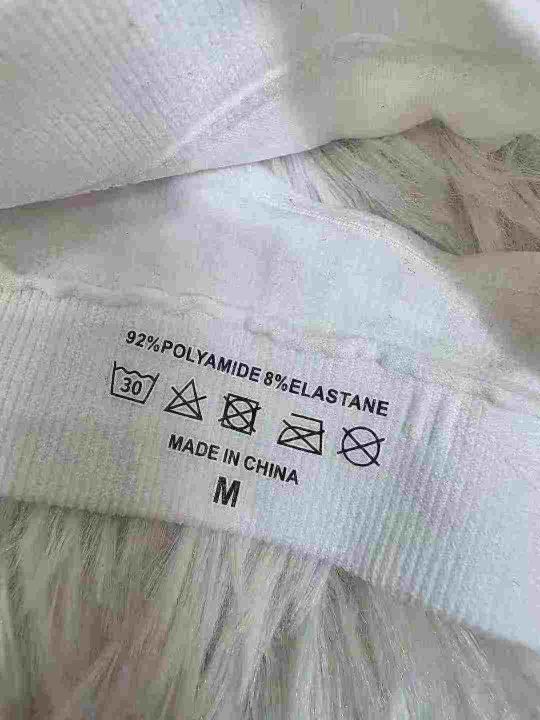 92%POLYAMIDE 8%ELASTANE
30
MADE IN CHINA
M